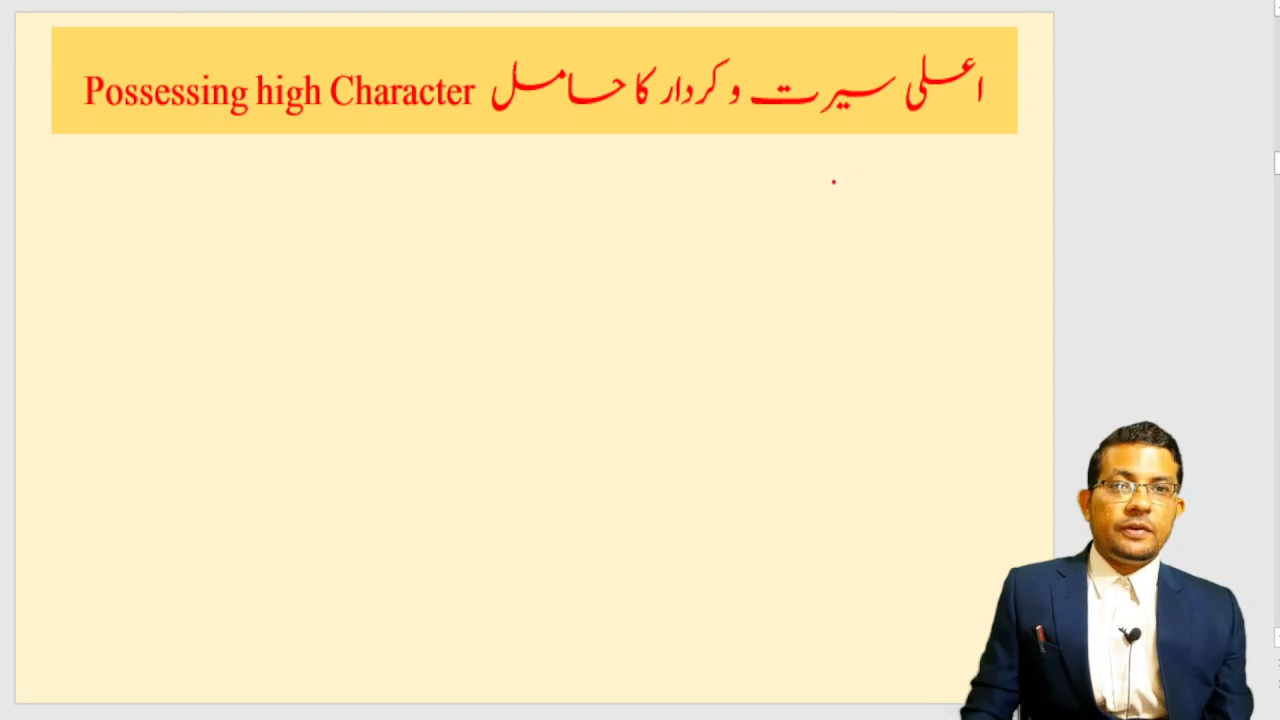 اعلی سیرت و کردار کا حامل Possessing high Character